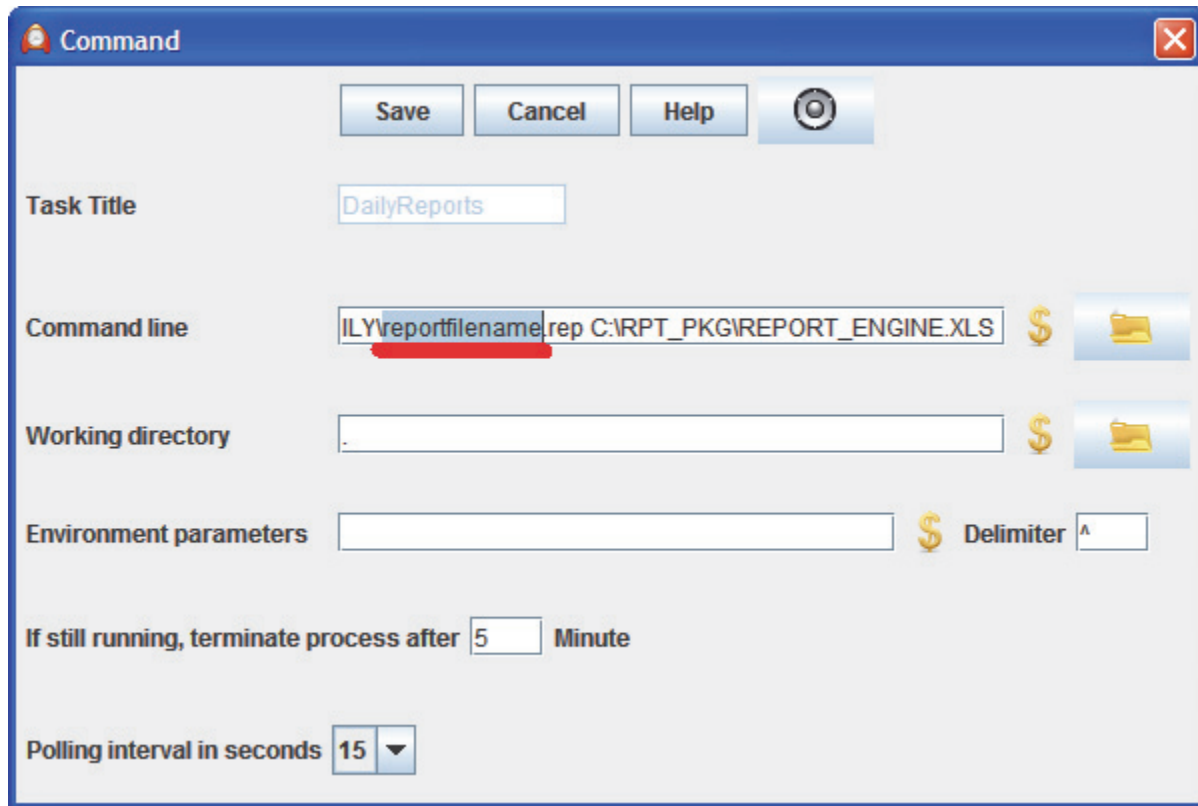 Command
Save Cancel Help
Task Title DailyReports
Command line ILY\reportfilename.rep C:\RPT_PKG\REPORT_ENGINE.XLS
Working directory .
Environment parameters Delimiter ^
If still running, terminate process after 5 Minute
Polling interval in seconds 15